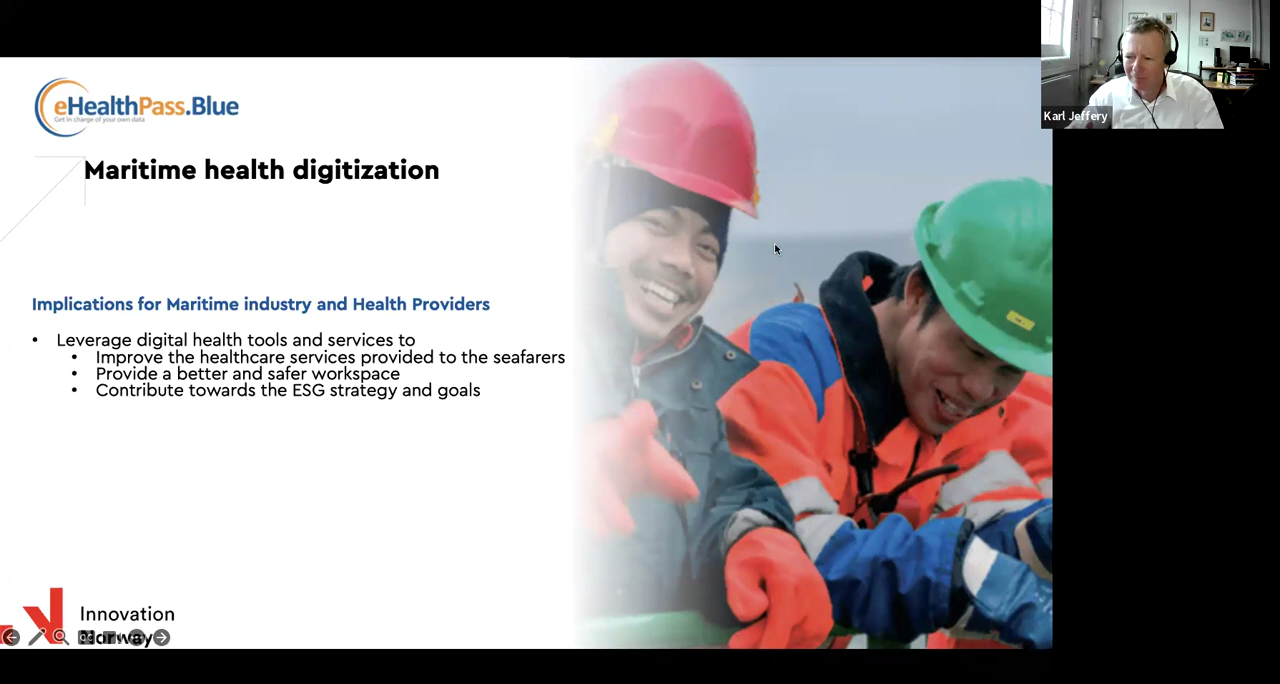 eHealthPass.Blue
Get in charge of your own data
Karl Jeffery
Maritime health digitization
Implications for Maritime industry and Health Providers
• Leverage digital health tools and services to
• Improve the healthcare services provided to the seafarers
• Provide a better and safer workspace
• Contribute towards the ESG strategy and goals
Innovation
Norway